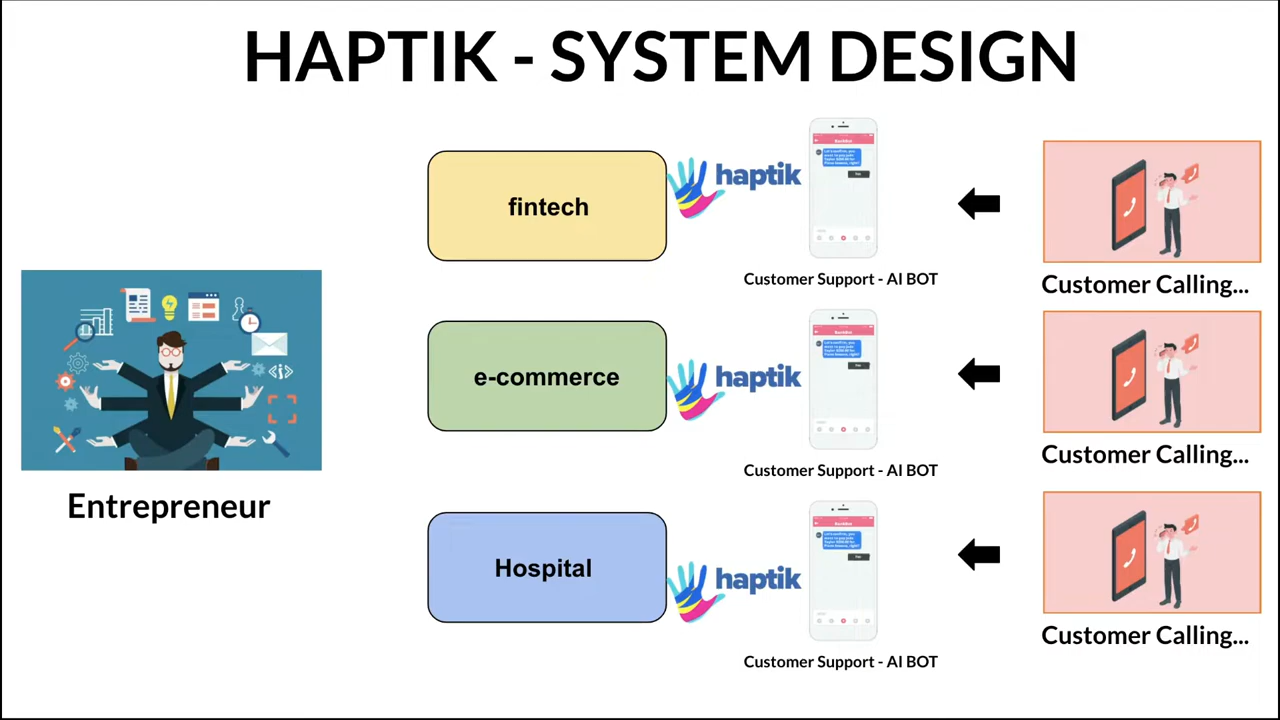 HAPTIK - SYSTEM DESIGN
fintech
haptik
Customer Support - AI BOT
Customer Calling...
e-commerce
haptik
Customer Support - AI BOT
Customer Calling...
Entrepreneur
Hospital
haptik
Customer Support - AI BOT
Customer Calling...